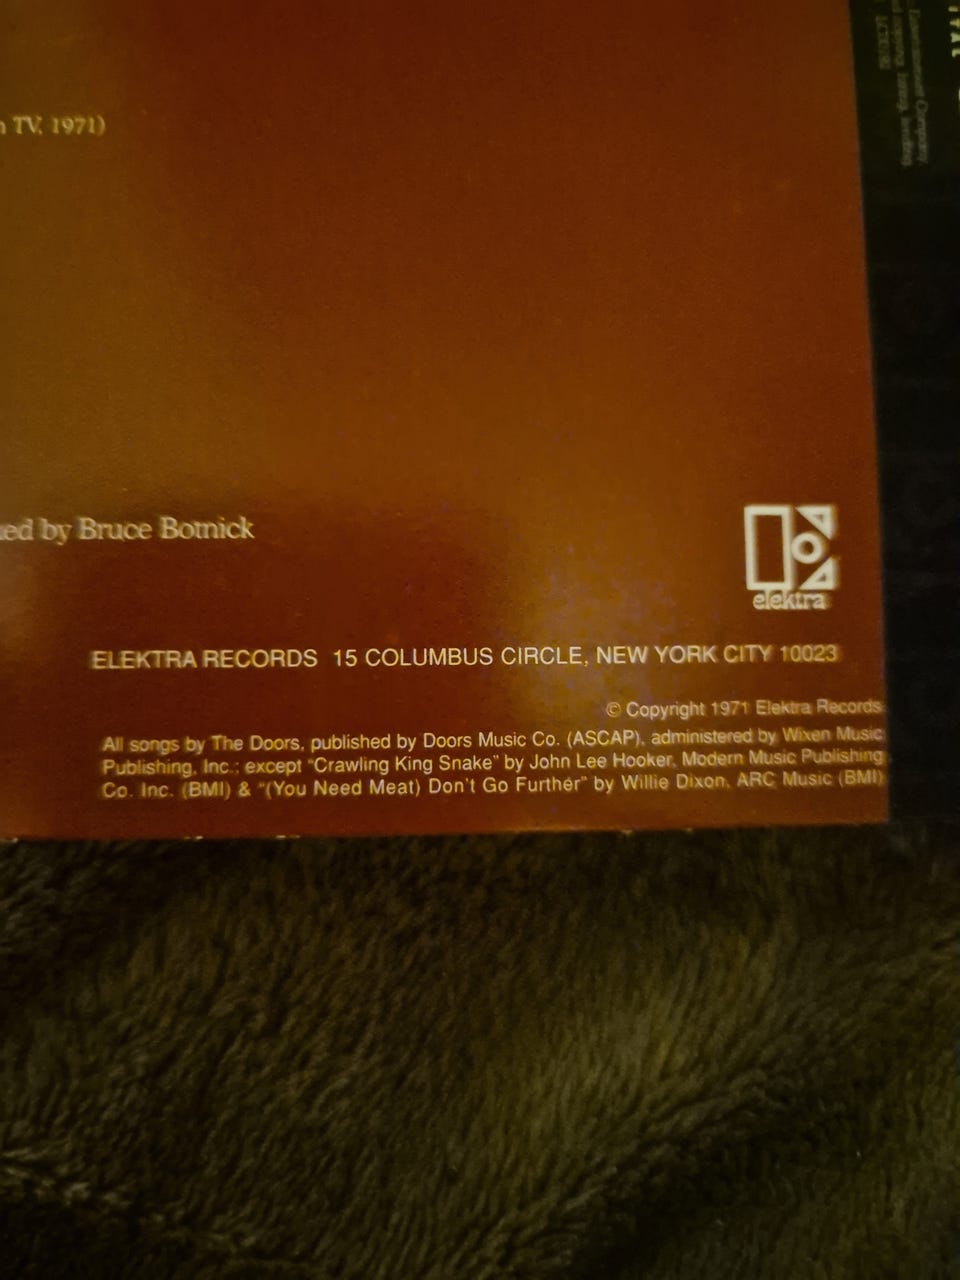 TV, 1971)
by Bruce Botnick
elektra
ELEKTRA RECORDS 15 COLUMBUS CIRCLE, NEW YORK CITY 10023
© Copyright 1971 Elektra Records
All songs by The Doors, published by Doors Music Co. (ASCAP), administered by Wixen Music
Publishing, Inc.; except "Crawling King Snake" by John Lee Hooker, Modern Music Publishing
Co. Inc. (BMI) & "(You Need Meat) Don't Go Further" by Willie Dixon, ARC Music (BMI)